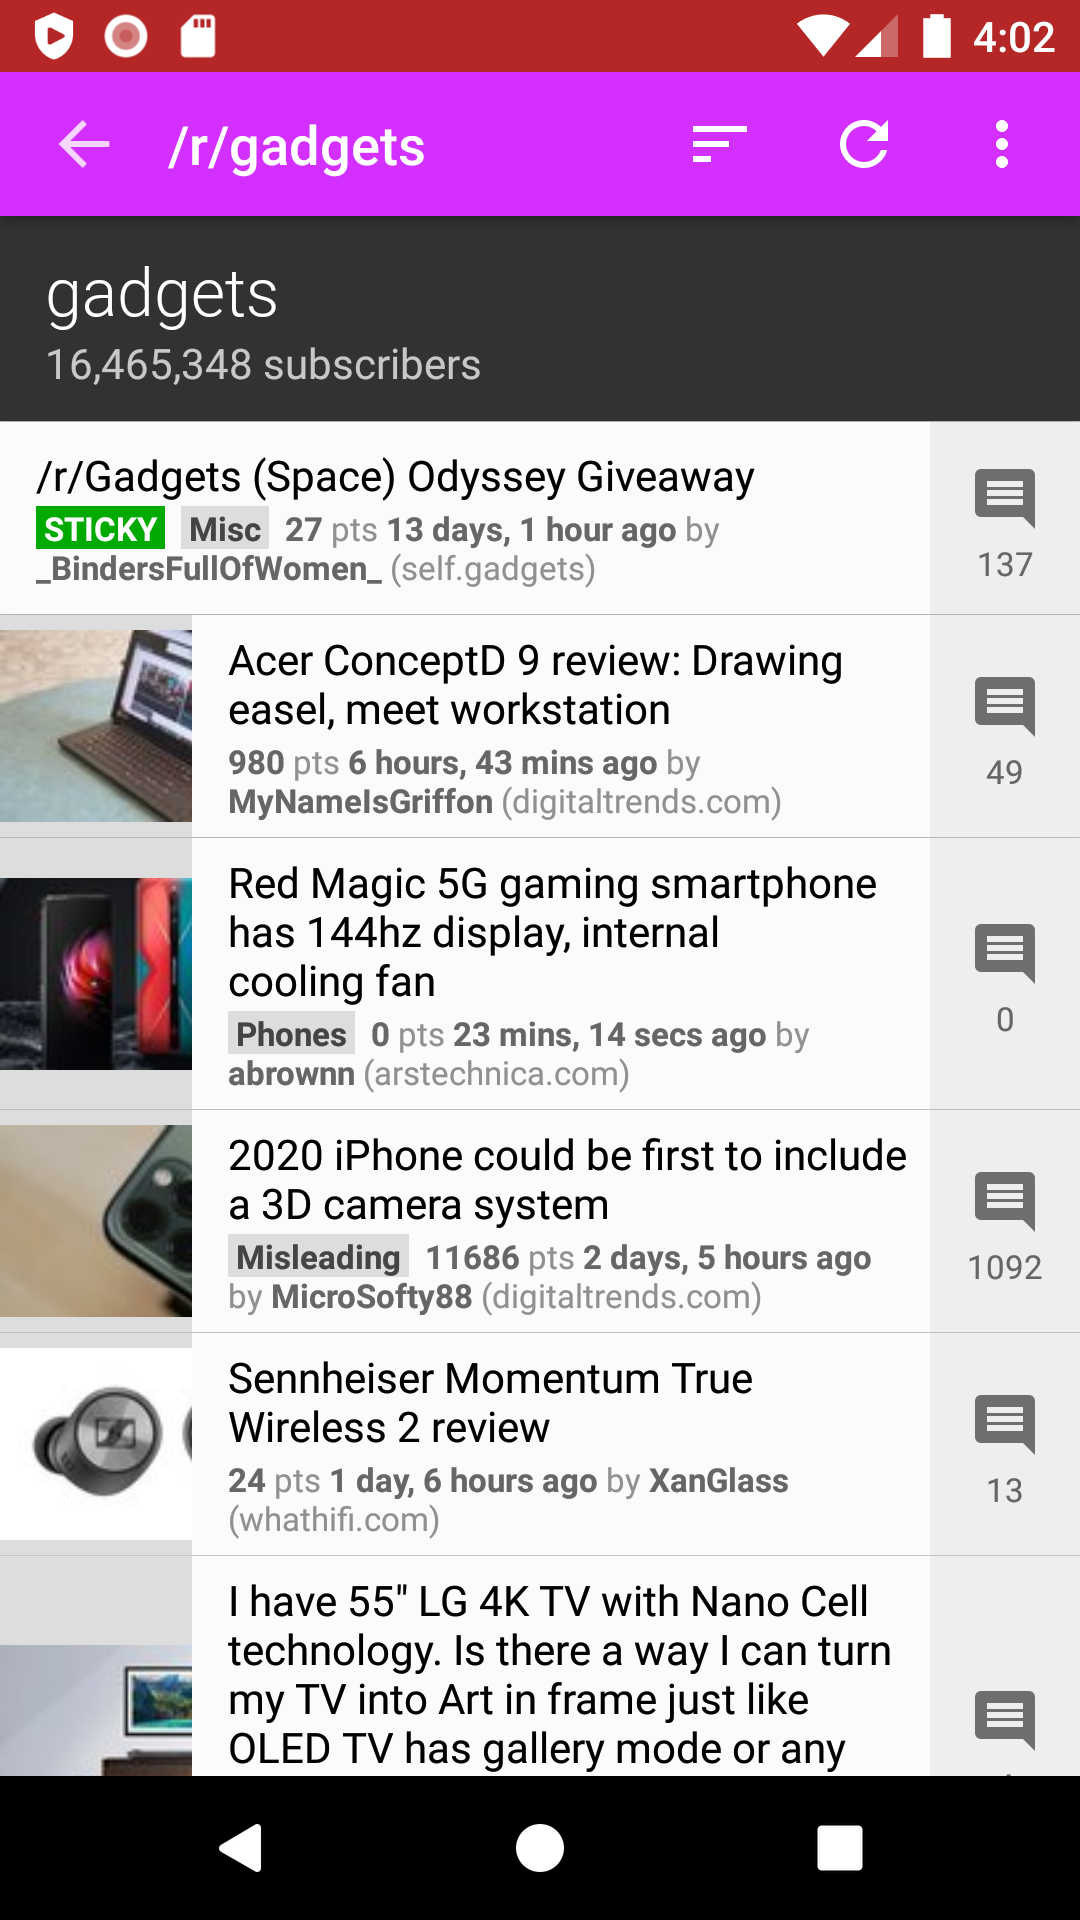 4:02
/r/gadgets
gadgets
16,465,348 subscribers
/r/Gadgets (Space) Odyssey Giveaway
STICKY Misc 27 pts 13 days, 1 hour ago by
_BindersFullOfWomen_ (self.gadgets)
137
Acer ConceptD 9 review: Drawing
easel, meet workstation
980 pts 6 hours, 43 mins ago by
MyNameIsGriffon (digitaltrends.com)
49
Red Magic 5G gaming smartphone
has 144hz display, internal
cooling fan
Phones 0 pts 23 mins, 14 secs ago by
abrownn (arstechnica.com)
0
2020 iPhone could be first to include
a 3D camera system
Misleading 11686 pts 2 days, 5 hours ago
by MicroSofty88 (digitaltrends.com)
1092
Sennheiser Momentum True
Wireless 2 review
24 pts 1 day, 6 hours ago by XanGlass
(whathifi.com)
13
I have 55" LG 4K TV with Nano Cell
technology. Is there a way I can turn
my TV into Art in frame just like
OLED TV has gallery mode or any